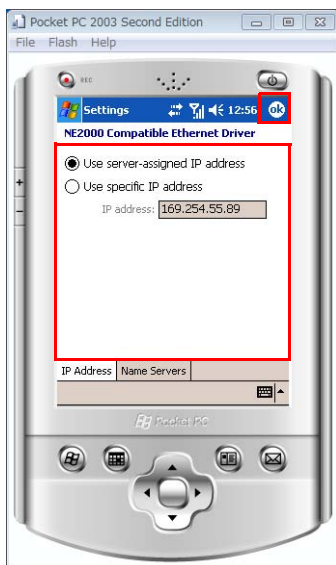 Pocket PC 2003 Second Edition
File Flash Help
REC
Settings 12:56 ok
NE2000 Compatible Ethernet Driver
Use server-assigned IP address
Use specific IP address
IP address: 169.254.55.89
IP Address Name Servers
Pocket PC